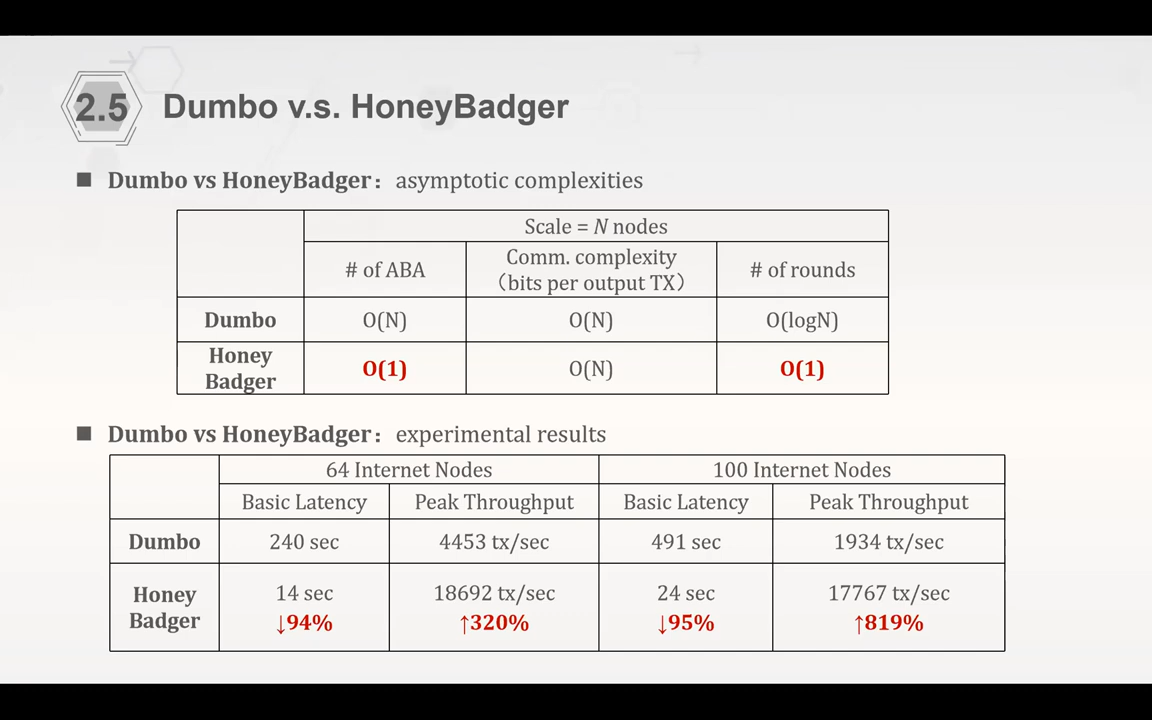 2.5 Dumbo v.s. HoneyBadger
■ Dumbo vs HoneyBadger：asymptotic complexities
Scale = N nodes
# of ABA
Comm. complexity
（bits per output TX）
# of rounds
Dumbo O(N) O(N) O(logN)
Honey
Badger
O(1) O(N) O(1)
■ Dumbo vs HoneyBadger：experimental results
64 Internet Nodes 100 Internet Nodes
Basic Latency Peak Throughput Basic Latency Peak Throughput
Dumbo 240 sec 4453 tx/sec 491 sec 1934 tx/sec
Honey
Badger
14 sec 18692 tx/sec 24 sec 17767 tx/sec
↓94% ↑320% ↓95% ↑819%